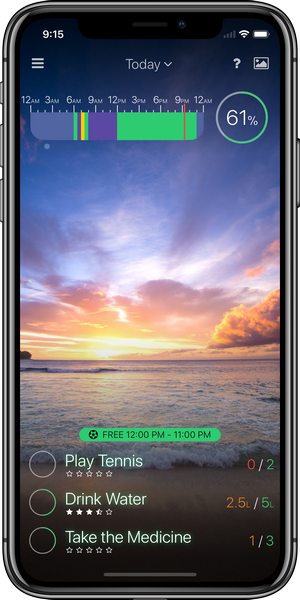 9:15
Today
?
12AM 3AM 6AM 9AM 12PM 3PM 6PM 9PM 12AM
61%
FREE 12:00 PM - 11:00 PM
Play Tennis
0 / 2
Drink Water
2.5L / 5L
Take the Medicine
1 / 3